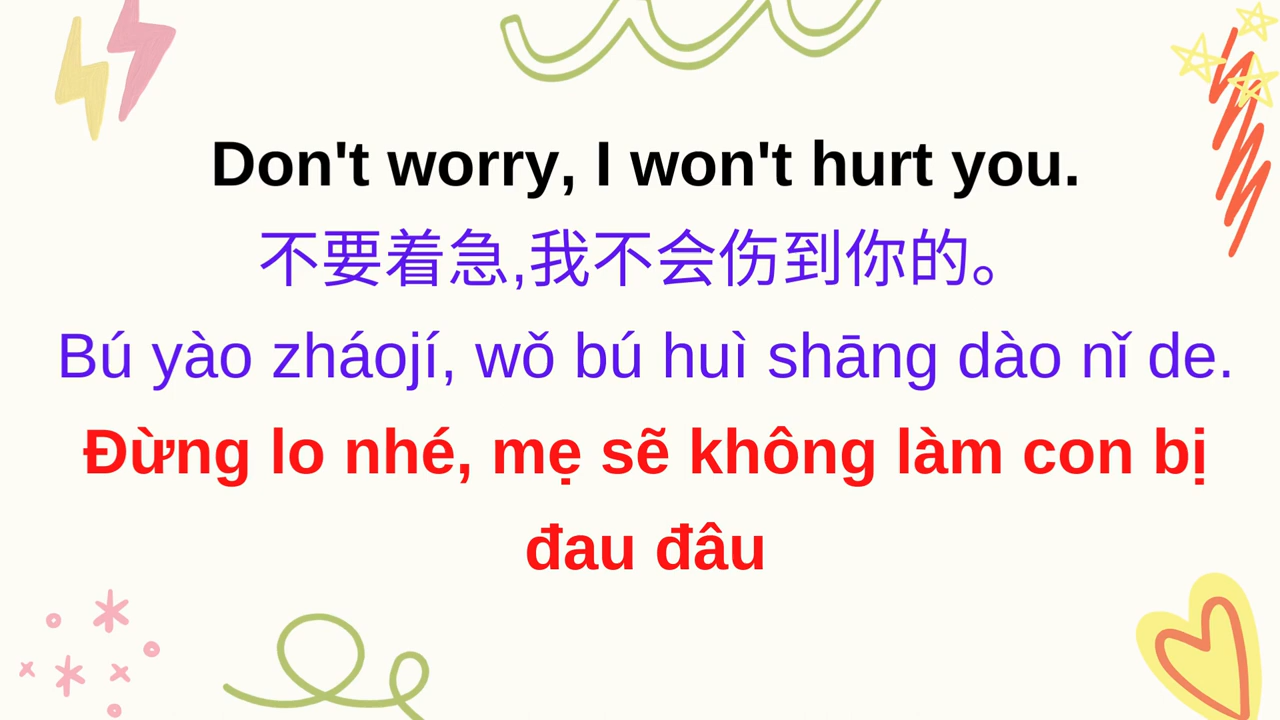 Don't worry, I won't hurt you.
不要着急,我不会伤到你的。
Bú yào zháojí, wǒ bú huì shāng dào nǐ de.
Đừng lo nhé, mẹ sẽ không làm con bị
đau đâu